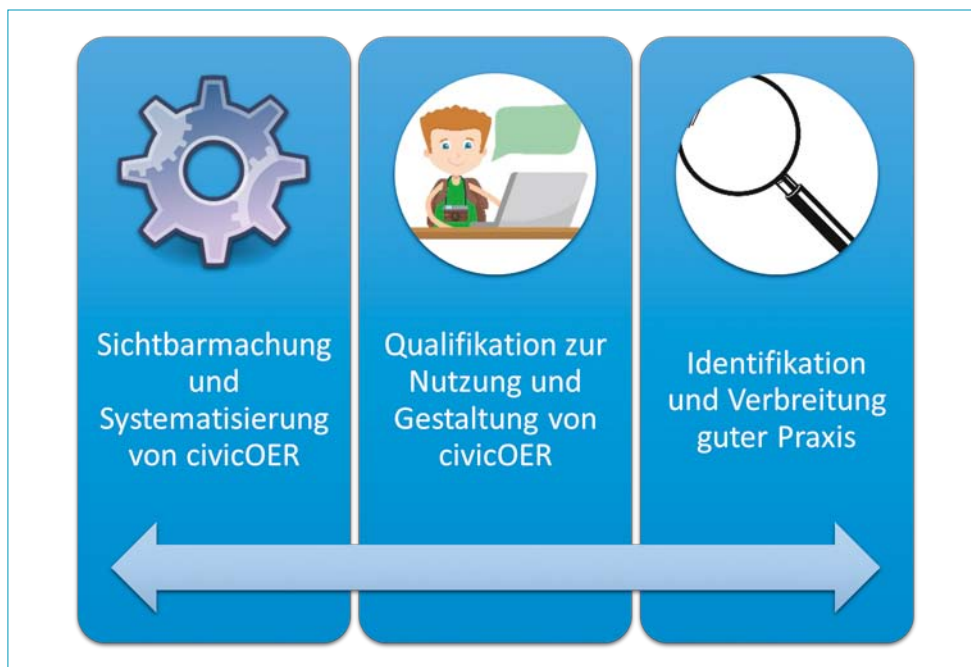 Sichtbarmachung
und
Systematisierung
von civicOER
Qualifikation zur
Nutzung und
Gestaltung von
civicOER
Identifikation
und Verbreitung
guter Praxis